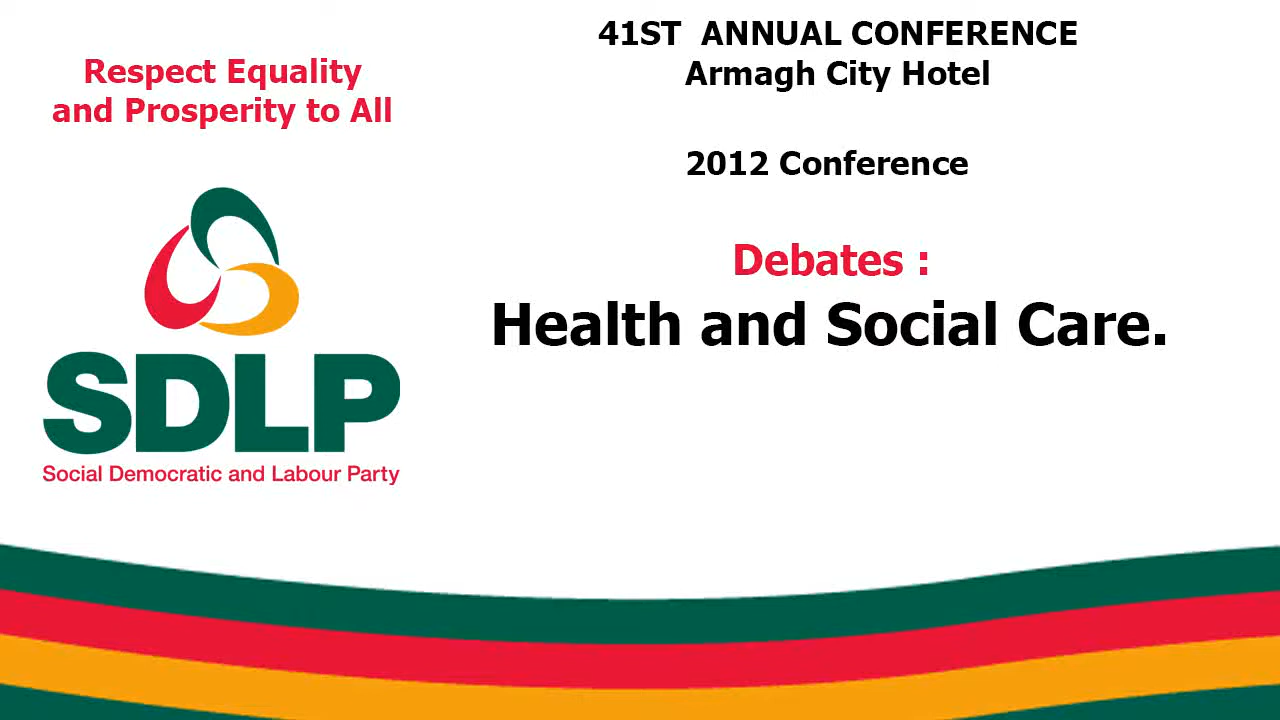 Respect Equality
and Prosperity to All
SDLP
Social Democratic and Labour Party
41ST ANNUAL CONFERENCE
Armagh City Hotel
2012 Conference
Debates :
Health and Social Care.